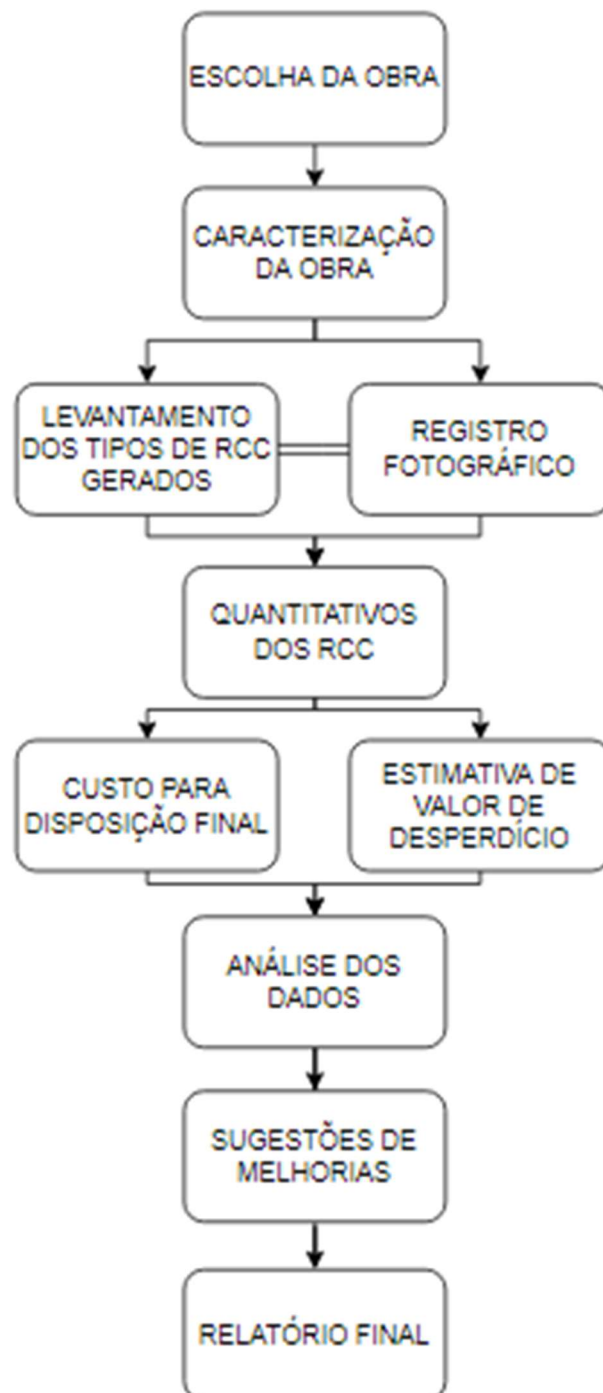 ESCOLHA DA OBRA
CARACTERIZAÇÃO
DA OBRA
LEVANTAMENTO
DOS TIPOS DE RCC
GERADOS
REGISTRO
FOTOGRÁFICO
QUANTITATIVOS
DOS RCC
CUSTO PARA
DISPOSIÇÃO FINAL
ESTIMATIVA DE
VALOR DE
DESPERDÍCIO
ANÁLISE DOS
DADOS
SUGESTÕES DE
MELHORIAS
RELATÓRIO FINAL